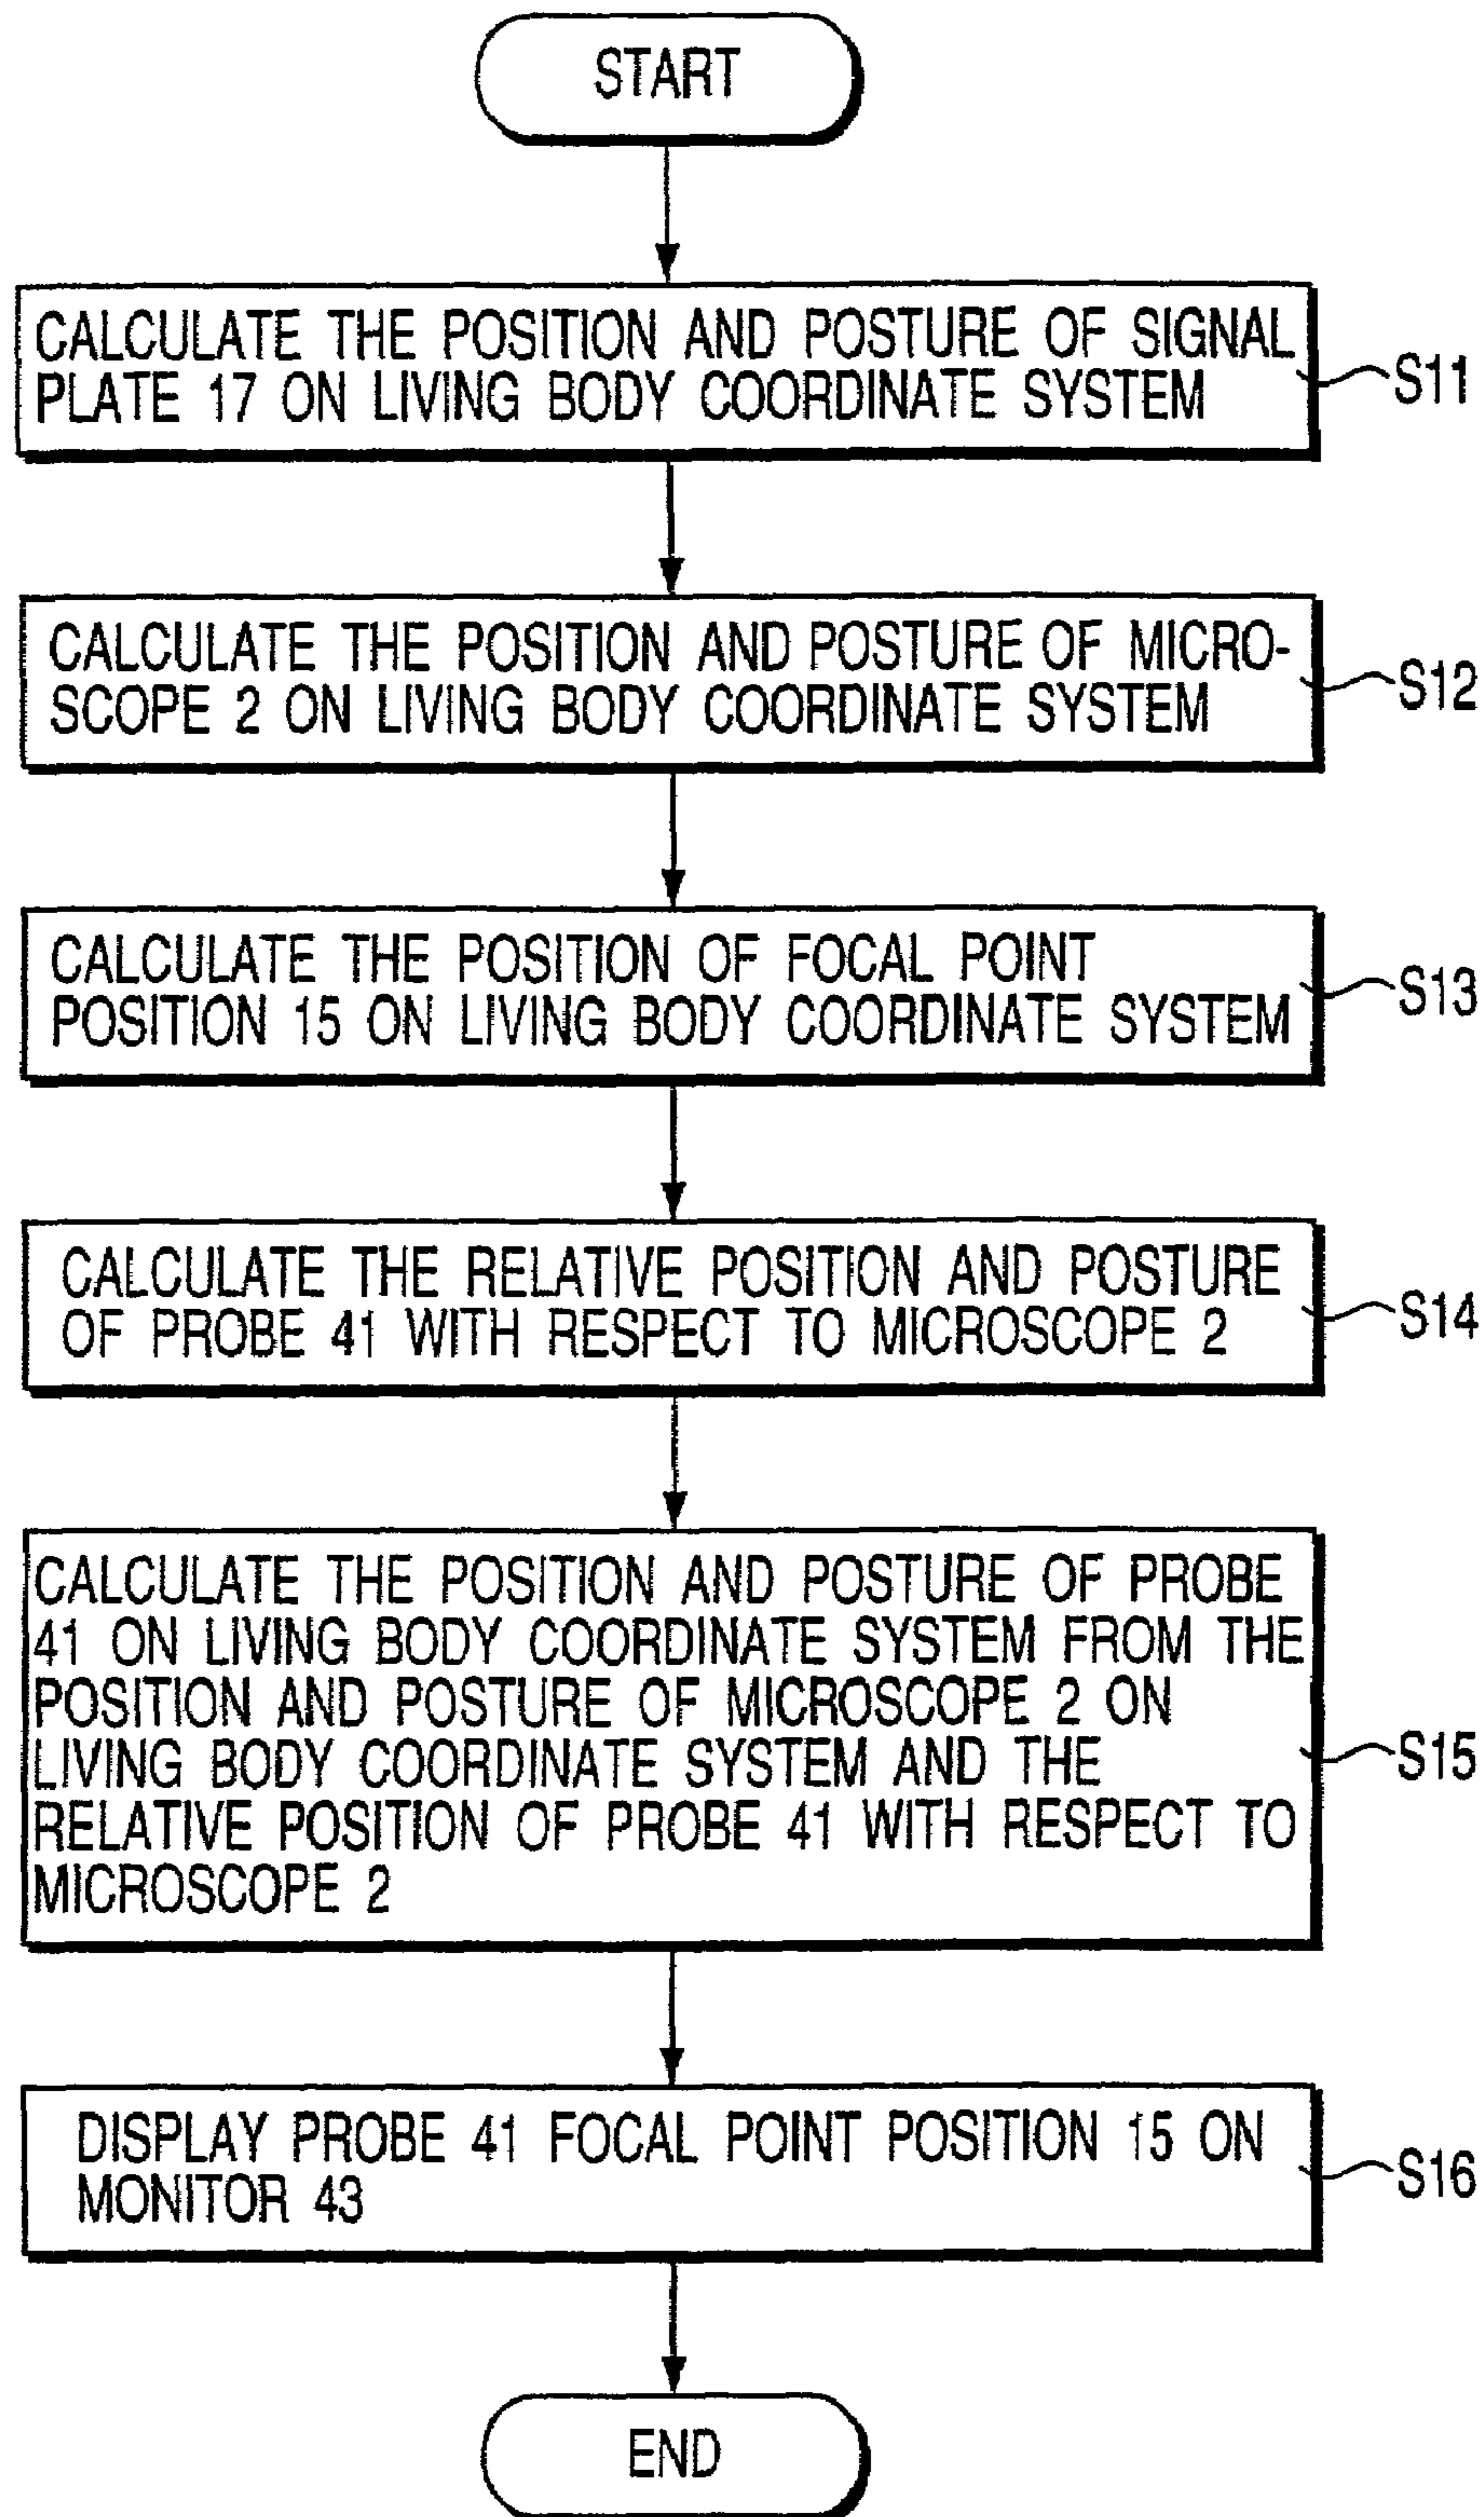 START
CALCULATE THE POSITION AND POSTURE OF SIGNAL
PLATE 17 ON LIVING BODY COORDINATE SYSTEM
S11
CALCULATE THE POSITION AND POSTURE OF MICRO-
SCOPE 2 ON LIVING BODY COORDINATE SYSTEM
S12
CALCULATE THE POSITION OF FOCAL POINT
POSITION 15 ON LIVING BODY COORDINATE SYSTEM
S13
CALCULATE THE RELATIVE POSITION AND POSTURE
OF PROBE 41 WITH RESPECT TO MICROSCOPE 2
S14
CALCULATE THE POSITION AND POSTURE OF PROBE
41 ON LIVING BODY COORDINATE SYSTEM FROM THE
POSITION AND POSTURE OF MICROSCOPE 2 ON
LIVING BODY COORDINATE SYSTEM AND THE
RELATIVE POSITION OF PROBE 41 WITH RESPECT TO
MICROSCOPE 2
S15
DISPLAY PROBE 41 FOCAL POINT POSITION 15 ON
MONITOR 43
S16
END